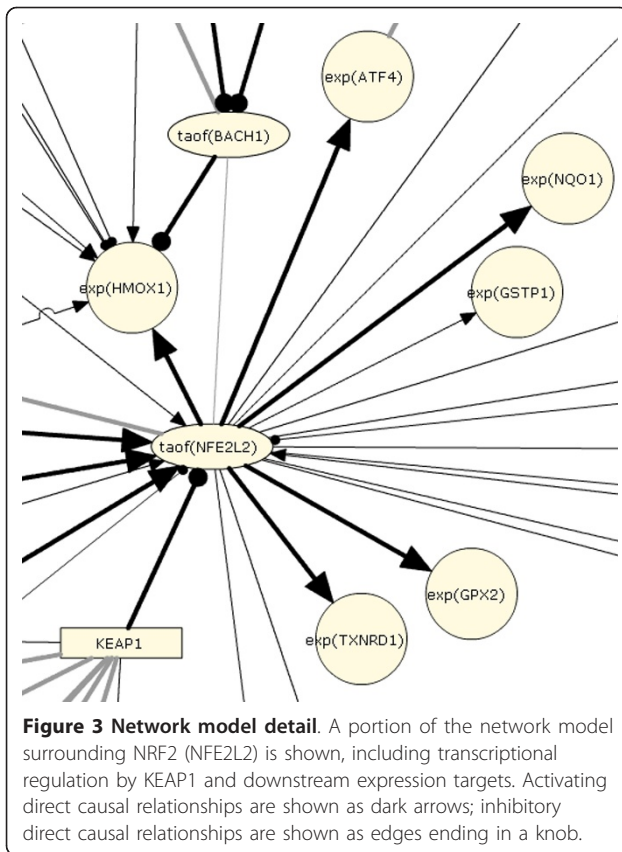 exp(ATF4)
taof(BACH1)
exp(NQO1)
exp(HMOX1)
exp(GSTP1)
taof(NFE2L2)
exp(GPX2)
KEAP1
exp(TXNRD1)
Figure 3 Network model detail. A portion of the network model
surrounding NRF2 (NFE2L2) is shown, including transcriptional
regulation by KEAP1 and downstream expression targets. Activating
direct causal relationships are shown as dark arrows; inhibitory
direct causal relationships are shown as edges ending in a knob.